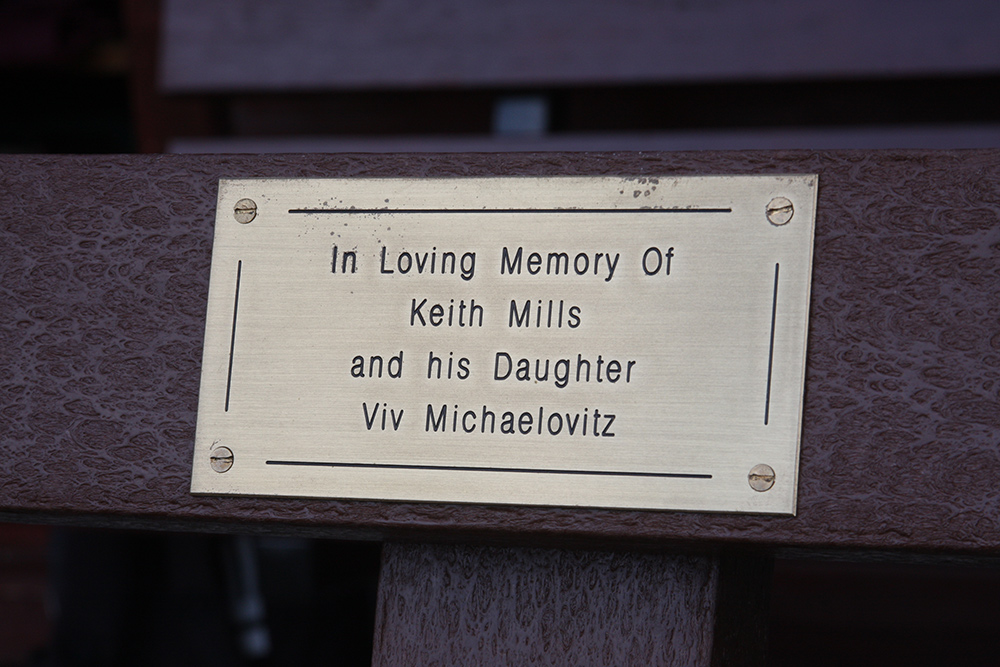 In Loving Memory Of
Keith Mills
and his Daughter
Viv Michaelovitz